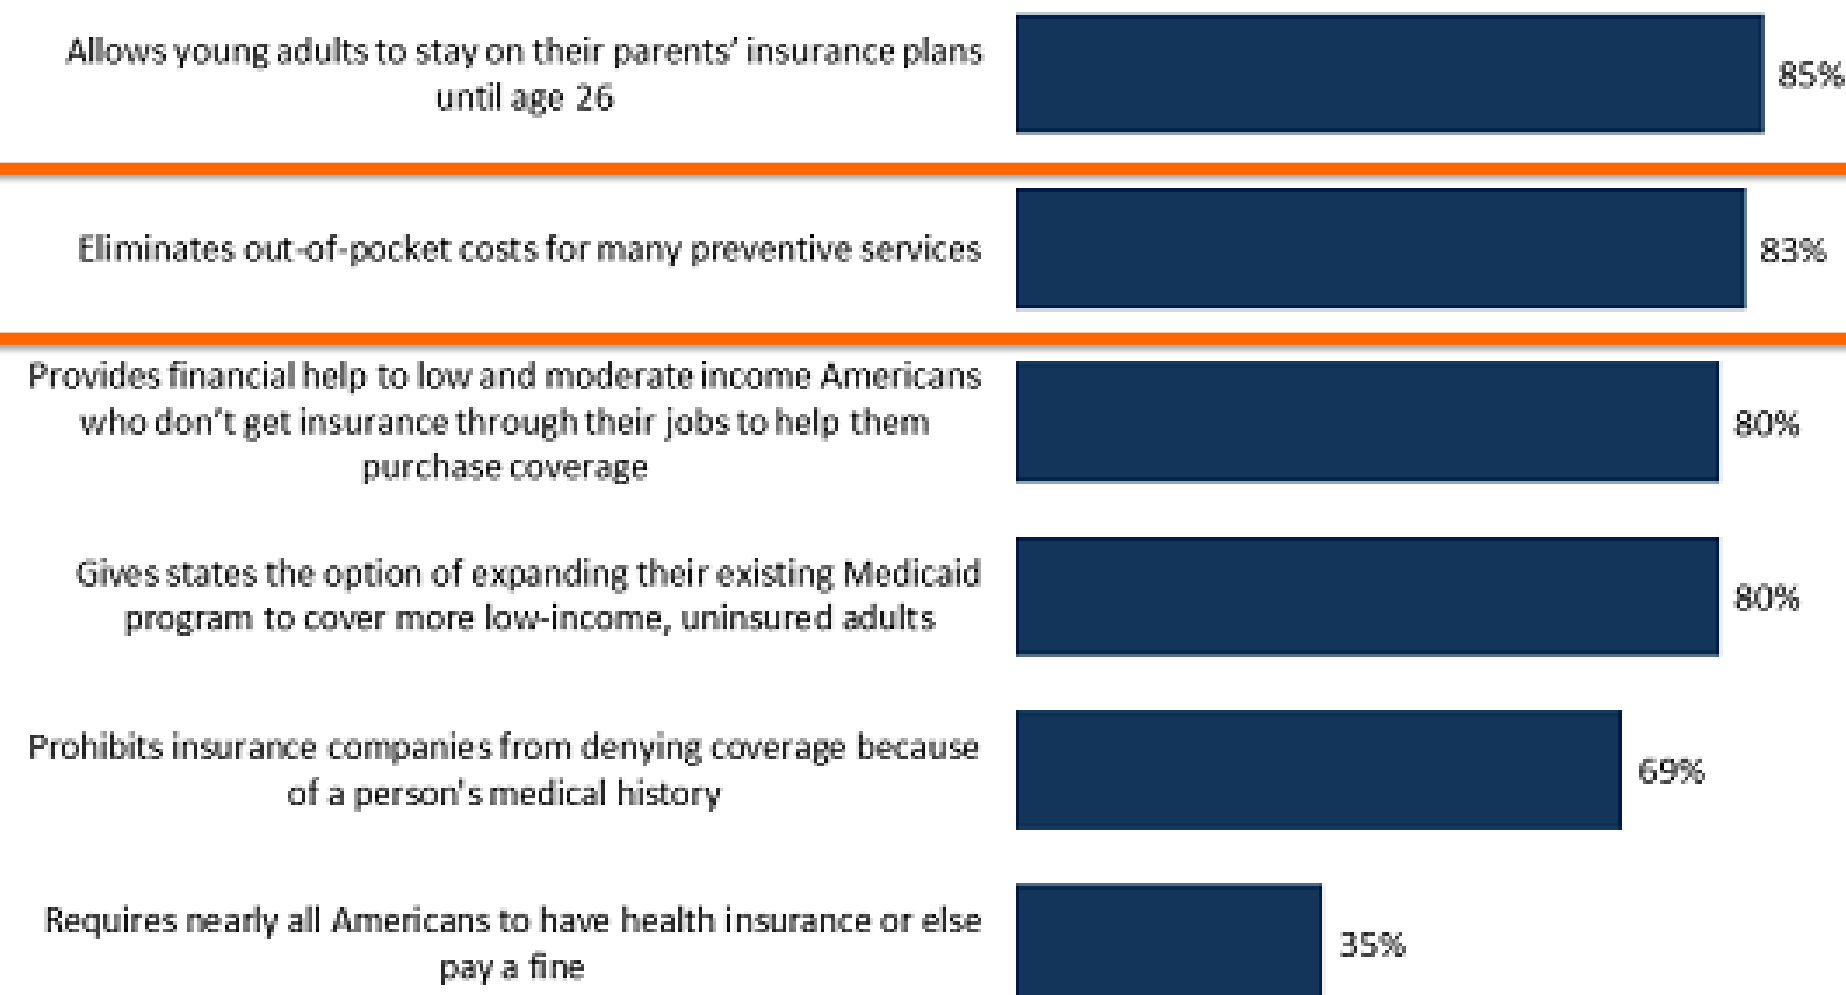 Allows young adults to stay on their parents’ insurance plans
until age 26
85%
Eliminates out-of-pocket costs for many preventive services
83%
Provides financial help to low and moderate income Americans
who don’t get insurance through their jobs to help them
purchase coverage
80%
Gives states the option of expanding their existing Medicaid
program to cover more low-income, uninsured adults
80%
Prohibits insurance companies from denying coverage because
of a person's medical history
69%
Requires nearly all Americans to have health insurance or else
pay a fine
35%